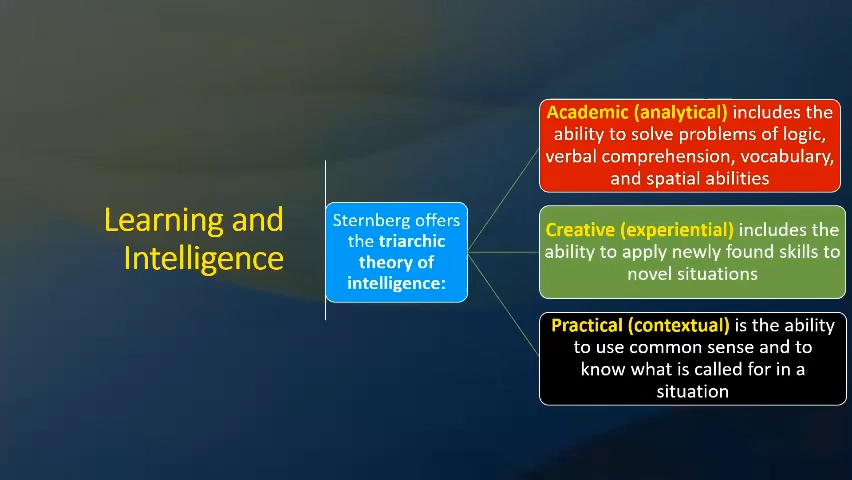 Learning and
Intelligence
Sternberg offers
the triarchic
theory of
intelligence:
Academic (analytical) includes the
ability to solve problems of logic,
verbal comprehension, vocabulary,
and spatial abilities
Creative (experiential) includes the
ability to apply newly found skills to
novel situations
Practical (contextual) is the ability
to use common sense and to
know what is called for in a
situation